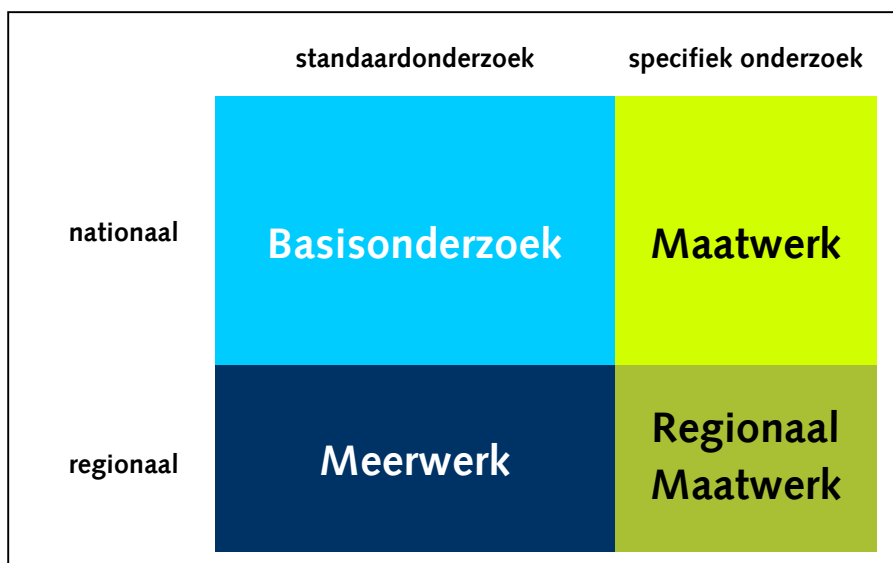 standaardonderzoek specifiek onderzoek
nationaal Basisonderzoek Maatwerk
regionaal Meerwerk Regionaal
Maatwerk